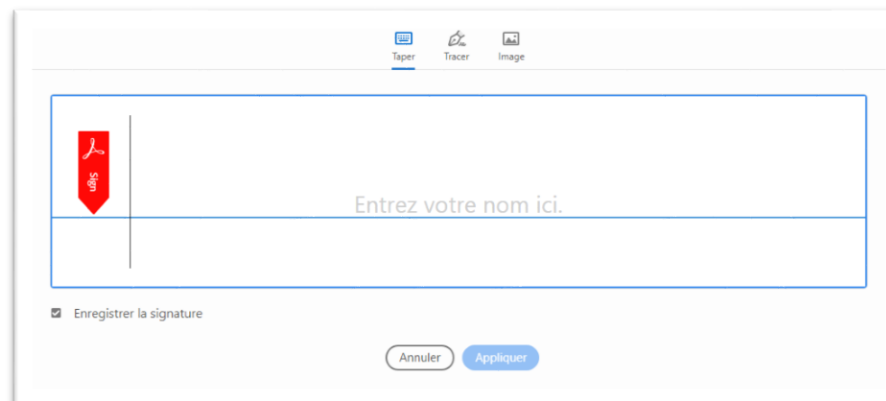 Taper Tracer Image
Sign
Entrez votre nom ici.
Enregistrer la signature
Annuler Appliquer